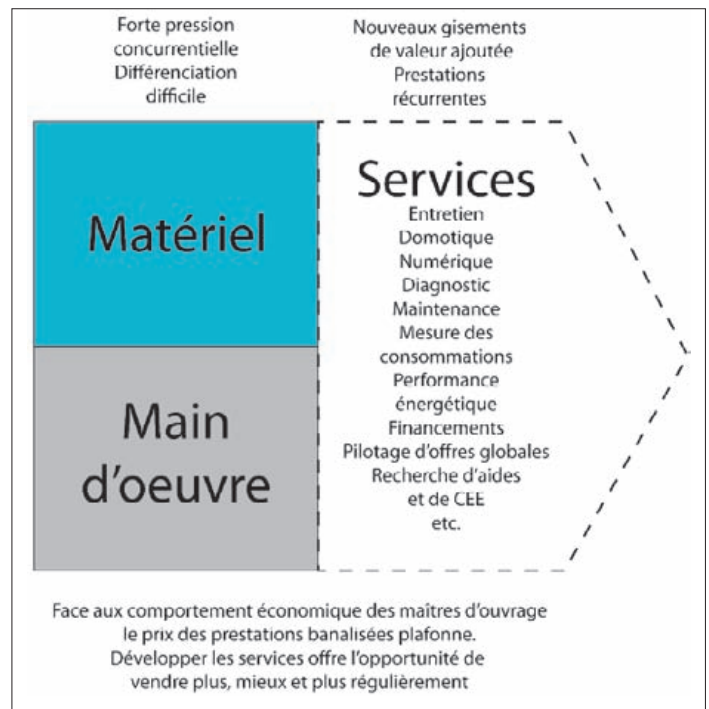 Forte pression
concurrentielle
Différenciation
difficile
Nouveaux gisements
de valeur ajoutée
Prestations
récurrentes
Matériel
Main
d'oeuvre
Services
Entretien
Domotique
Numérique
Diagnostic
Maintenance
Mesure des
consommations
Performance
énergétique
Financements
Pilotage d'offres globales
Recherche d'aides
et de CEE
etc.
Face aux comportement économique des maîtres d'ouvrage
le prix des prestations banalisées plafonne.
Développer les services offre l'opportunité de
vendre plus, mieux et plus régulièrement